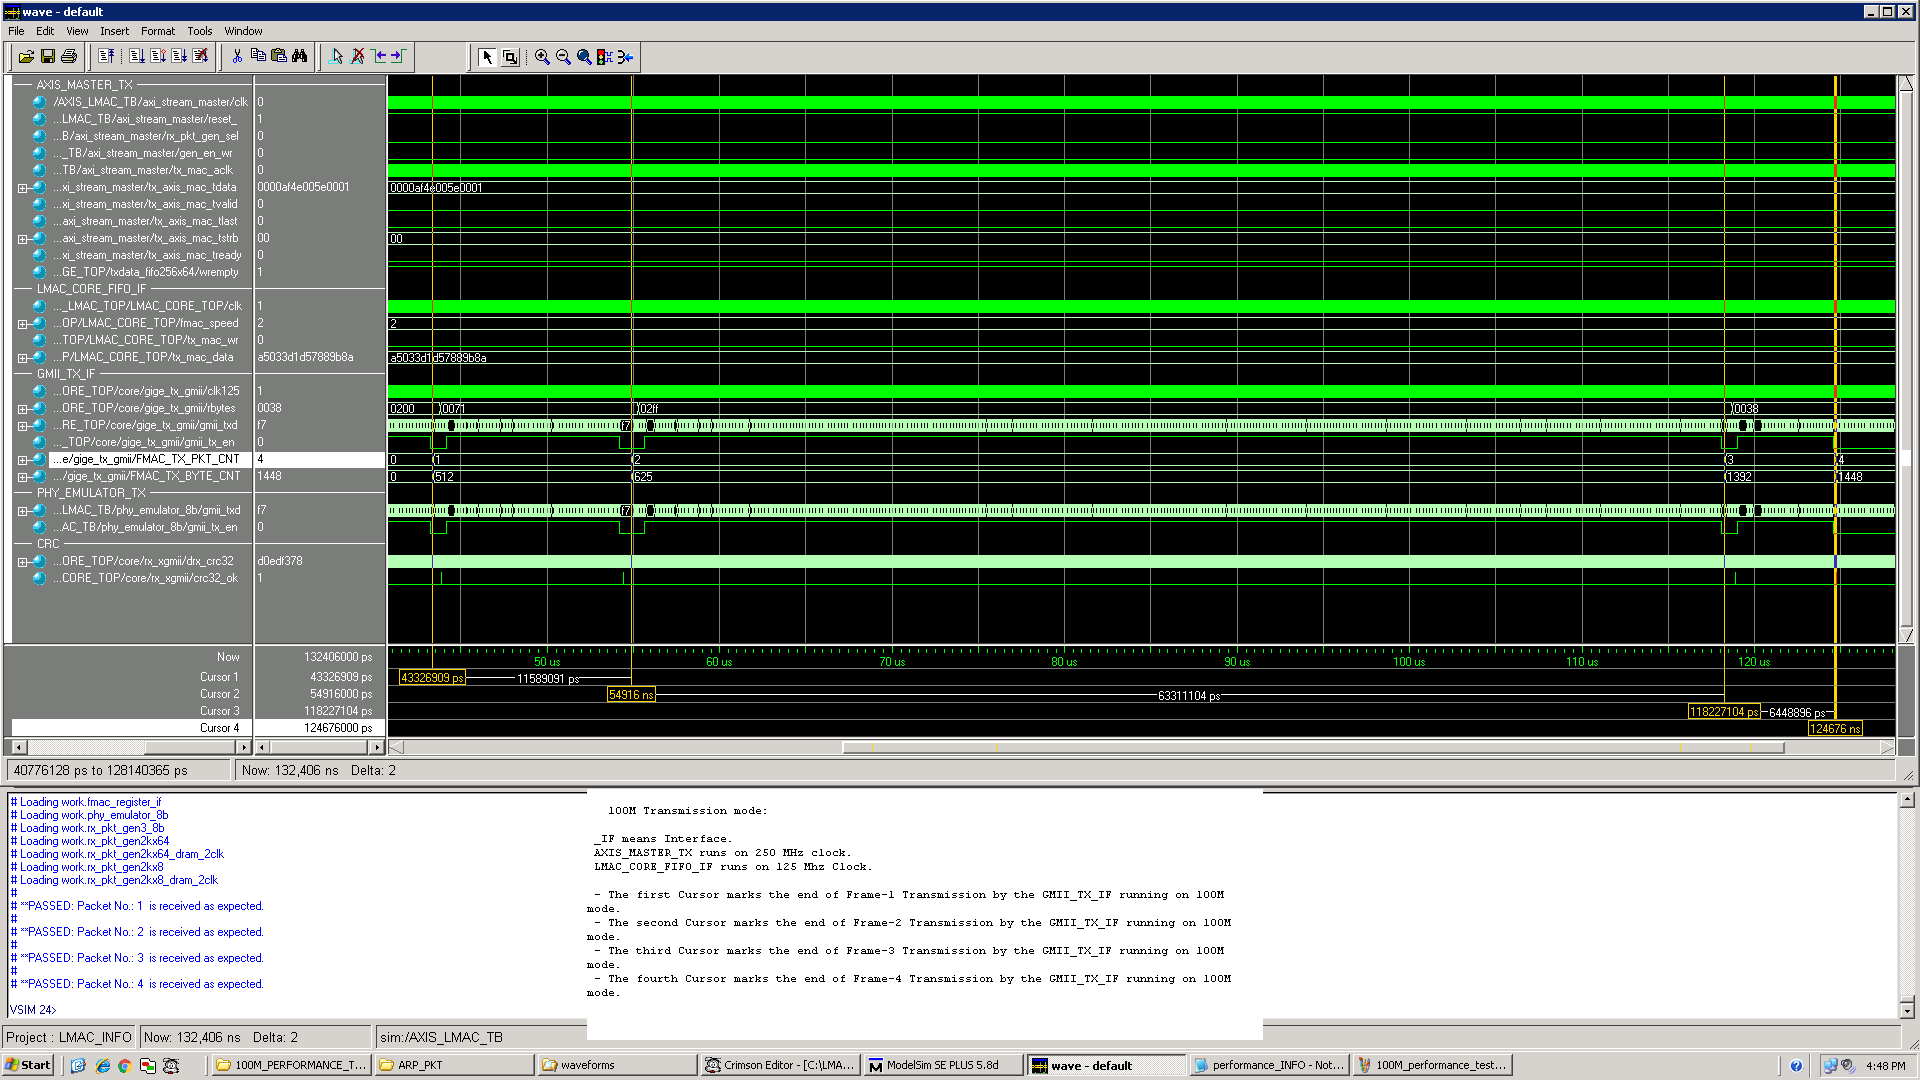 wave - default
File Edit View Insert Format Tools Window
AXIS_MASTER_TX
/AXIS_LMAC_TB/axi_stream_master/clk 0
...LMAC_TB/axi_stream_master/reset_ 1
...B/axi_stream_master/rx_pkt_gen_sel 0
..._TB/axi_stream_master/gen_en_wr 0
...TB/axi_stream_master/tx_mac_aclk 0
...xi_stream_master/tx_axis_mac_tdata 0000af4e005e0001 0000af4e005e0001
...xi_stream_master/tx_axis_mac_tvalid 0
...axi_stream_master/tx_axis_mac_tlast 0
...axi_stream_master/tx_axis_mac_tstrb 00 00
...xi_stream_master/tx_axis_mac_tready 0
...GE_TOP/txdata_fifo256x64/wrempty 1
LMAC_CORE_FIFO_IF
..._LMAC_TOP/LMAC_CORE_TOP/clk 1
...OP/LMAC_CORE_TOP/fmac_speed 2 2
...TOP/LMAC_CORE_TOP/tx_mac_wr 0
...P/LMAC_CORE_TOP/tx_mac_data a5033d1d57889b8a a5033d1d57889b8a
GMII_TX_IF
...ORE_TOP/core/gige_tx_gmii/clk125 1
...ORE_TOP/core/gige_tx_gmii/rbytes 0038 0200 0071 02ff 0038
...RE_TOP/core/gige_tx_gmii/gmii_txd f7 f7
..._TOP/core/gige_tx_gmii/gmii_tx_en 0
...e/gige_tx_gmii/FMAC_TX_PKT_CNT 4 0 1 2 3 4
.../gige_tx_gmii/FMAC_TX_BYTE_CNT 1448 0 512 625 1392 1448
PHY_EMULATOR_TX
...LMAC_TB/phy_emulator_8b/gmii_txd f7 f7
...AC_TB/phy_emulator_8b/gmii_tx_en 0
CRC
...ORE_TOP/core/rx_xgmii/drx_crc32 d0edf378
...CORE_TOP/core/rx_xgmii/crc32_ok 1
Now 132406000 ps 50 us 60 us 70 us 80 us 90 us 100 us 110 us 120 us
Cursor 1 43326909 ps 43326909 ps 11589091 ps
Cursor 2 54916000 ps 54916 ns 63311104 ps
Cursor 3 118227104 ps 118227104 ps 6448896 ps
Cursor 4 124676000 ps 124676 ns
40776128 ps to 128140365 ps Now: 132,406 ns Delta: 2
# Loading work.fmac_register_if
# Loading work.phy_emulator_8b
# Loading work.rx_pkt_gen3_8b
# Loading work.rx_pkt_gen2kx64
# Loading work.rx_pkt_gen2kx64_dram_2clk
# Loading work.rx_pkt_gen2kx8
# Loading work.rx_pkt_gen2kx8_dram_2clk
#
# **PASSED: Packet No.: 1 is received as expected.
#
# **PASSED: Packet No.: 2 is received as expected.
#
# **PASSED: Packet No.: 3 is received as expected.
#
# **PASSED: Packet No.: 4 is received as expected.
VSIM 24>
100M Transmission mode:
_IF means Interface.
AXIS_MASTER_TX runs on 250 MHz clock.
LMAC_CORE_FIFO_IF runs on 125 Mhz Clock.
- The first Cursor marks the end of Frame-1 Transmission by the GMII_TX_IF running on 100M
mode.
- The second Cursor marks the end of Frame-2 Transmission by the GMII_TX_IF running on 100M
mode.
- The third Cursor marks the end of Frame-3 Transmission by the GMII_TX_IF running on 100M
mode.
- The fourth Cursor marks the end of Frame-4 Transmission by the GMII_TX_IF running on 100M
mode.
Project : LMAC_INFO Now: 132,406 ns Delta: 2 sim:/AXIS_LMAC_TB
Start 100M_PERFORMANCE_T... ARP_PKT waveforms Crimson Editor - [C:\LMA... ModelSim SE PLUS 5.8d wave - default performance_INFO - Not... 100M_performance_test... 4:48 PM